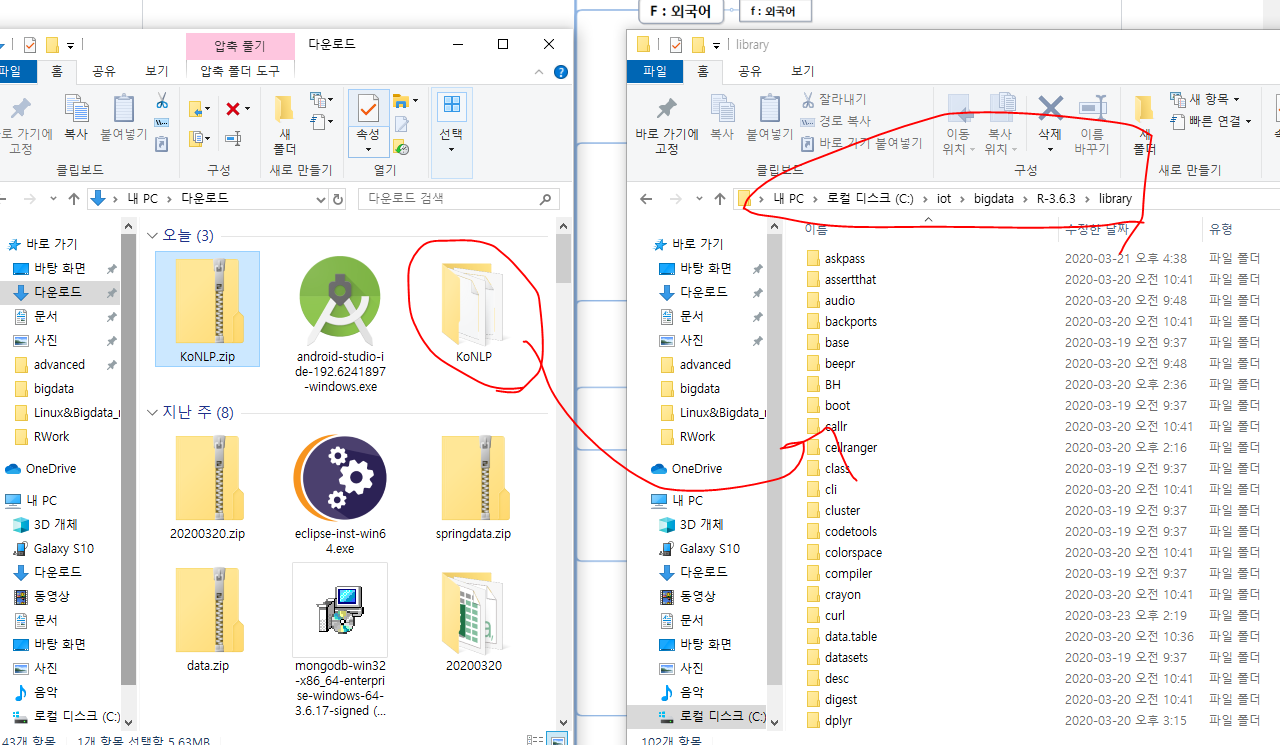 F : 외국어
f : 외국어
압축 풀기
다운로드
파일
홈
공유
보기
압축 폴더 도구
바로 가기에
고정
복사
붙여넣기
클립보드
구성
새
폴더
새로 만들기
속성
열기
선택
내 PC
다운로드
다운로드 검색
바로 가기
바탕 화면
다운로드
문서
사진
advanced
bigdata
Linux&Bigdata_
RWork
OneDrive
내 PC
3D 개체
Galaxy S10
다운로드
동영상
문서
바탕 화면
사진
음악
로컬 디스크 (C:)
오늘 (3)
KoNLP.zip
android-studio-i
de-192.6241897
-windows.exe
KoNLP
지난 주 (8)
20200320.zip
eclipse-inst-win6
4.exe
springdata.zip
data.zip
mongodb-win32
-x86_64-enterpri
se-windows-64-
3.6.17-signed (...
20200320
43개 항목
1개 항목 선택함 5.63MB
library
파일
홈
공유
보기
바로 가기에
고정
복사
붙여넣기
잘라내기
경로 복사
바로 가기 붙여넣기
클립보드
이동
위치
복사
위치
삭제
이름
바꾸기
구성
새
폴더
새 항목
빠른 연결
새로 만들기
내 PC
로컬 디스크 (C:)
iot
bigdata
R-3.6.3
library
바로 가기
바탕 화면
다운로드
문서
사진
advanced
bigdata
Linux&Bigdata_
RWork
OneDrive
내 PC
3D 개체
Galaxy S10
다운로드
동영상
문서
바탕 화면
사진
음악
로컬 디스크 (C:)
이름
수정한 날짜
유형
askpass 2020-03-21 오후 4:38 파일 폴더
assertthat 2020-03-20 오전 10:41 파일 폴더
audio 2020-03-20 오전 9:48 파일 폴더
backports 2020-03-20 오전 10:41 파일 폴더
base 2020-03-19 오전 9:37 파일 폴더
beepr 2020-03-20 오전 9:48 파일 폴더
BH 2020-03-20 오후 2:36 파일 폴더
boot 2020-03-19 오전 9:37 파일 폴더
callr 2020-03-20 오전 10:41 파일 폴더
cellranger 2020-03-20 오후 2:16 파일 폴더
class 2020-03-19 오전 9:37 파일 폴더
cli 2020-03-20 오전 10:41 파일 폴더
cluster 2020-03-19 오전 9:37 파일 폴더
codetools 2020-03-19 오전 9:37 파일 폴더
colorspace 2020-03-20 오전 10:41 파일 폴더
compiler 2020-03-19 오전 9:37 파일 폴더
crayon 2020-03-20 오전 10:41 파일 폴더
curl 2020-03-23 오후 2:19 파일 폴더
data.table 2020-03-20 오전 10:36 파일 폴더
datasets 2020-03-19 오전 9:37 파일 폴더
desc 2020-03-20 오전 10:41 파일 폴더
digest 2020-03-20 오전 10:41 파일 폴더
dplyr 2020-03-20 오후 3:15 파일 폴더
102개 항목